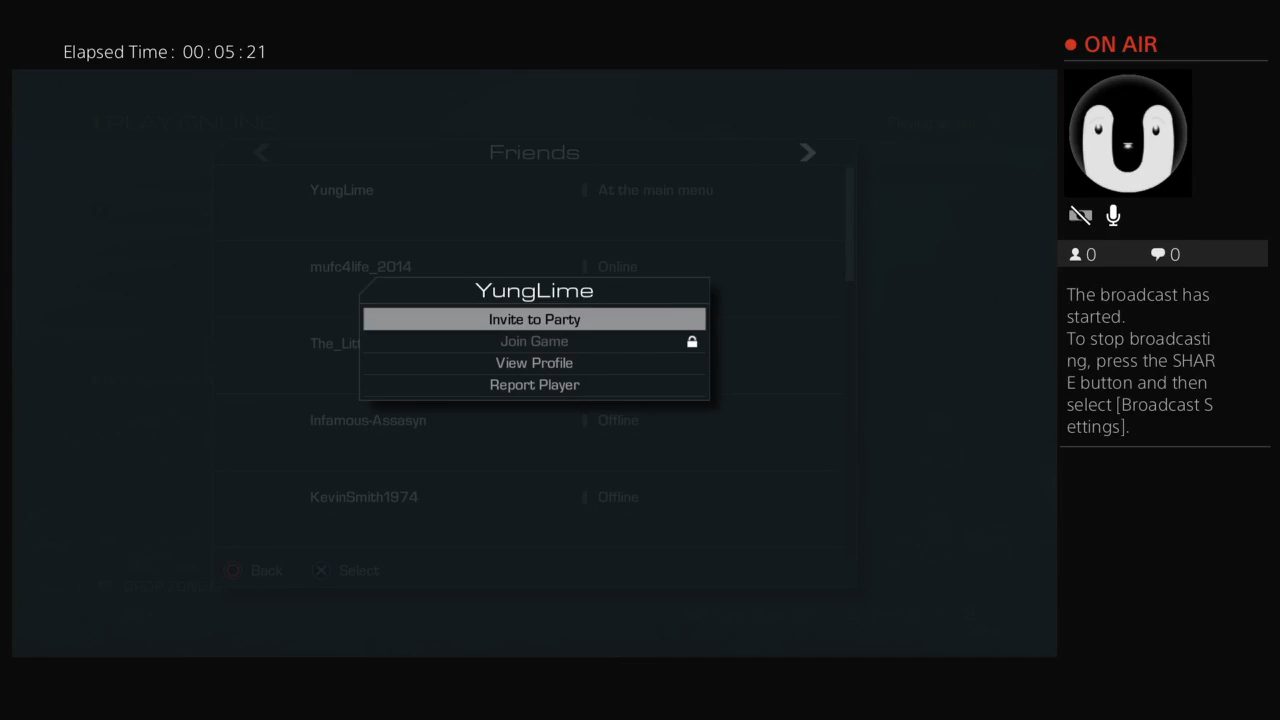 Elapsed Time: 00:05:21
ON AIR
Friends
YungLime
At the main menu
mufc4life_2014
Online
YungLime
Invite to Party
Join Game
View Profile
Report Player
Infamous-Assasyn
Offline
KevinSmith1974
Offline
Back
Select
0
0
The broadcast has
started.
To stop broadcasti
ng, press the SHAR
E button and then
select [Broadcast S
ettings].